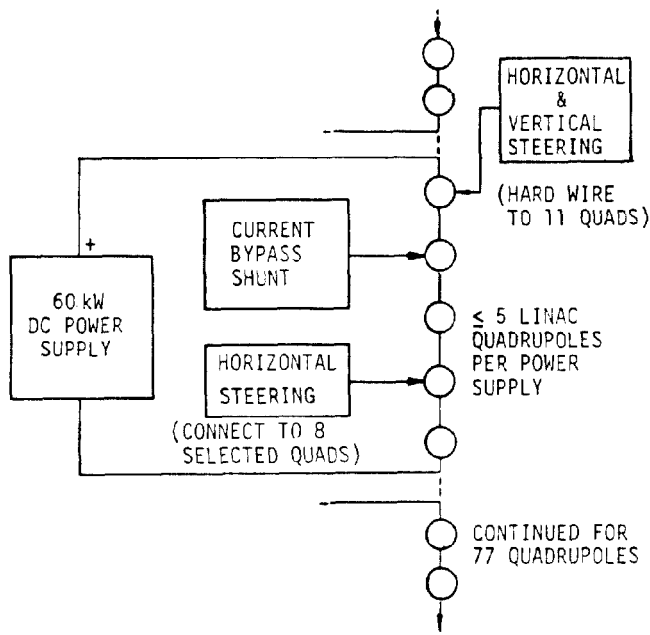 HORIZONTAL
&
VERTICAL
STEERING
(HARD WIRE
TO 11 QUADS)
CURRENT
BYPASS
SHUNT
+
60 kW
DC POWER
SUPPLY
≤ 5 LINAC
QUADRUPOLES
PER POWER
SUPPLY
HORIZONTAL
STEERING
(CONNECT TO 8
SELECTED QUADS)
CONTINUED FOR
77 QUADRUPOLES